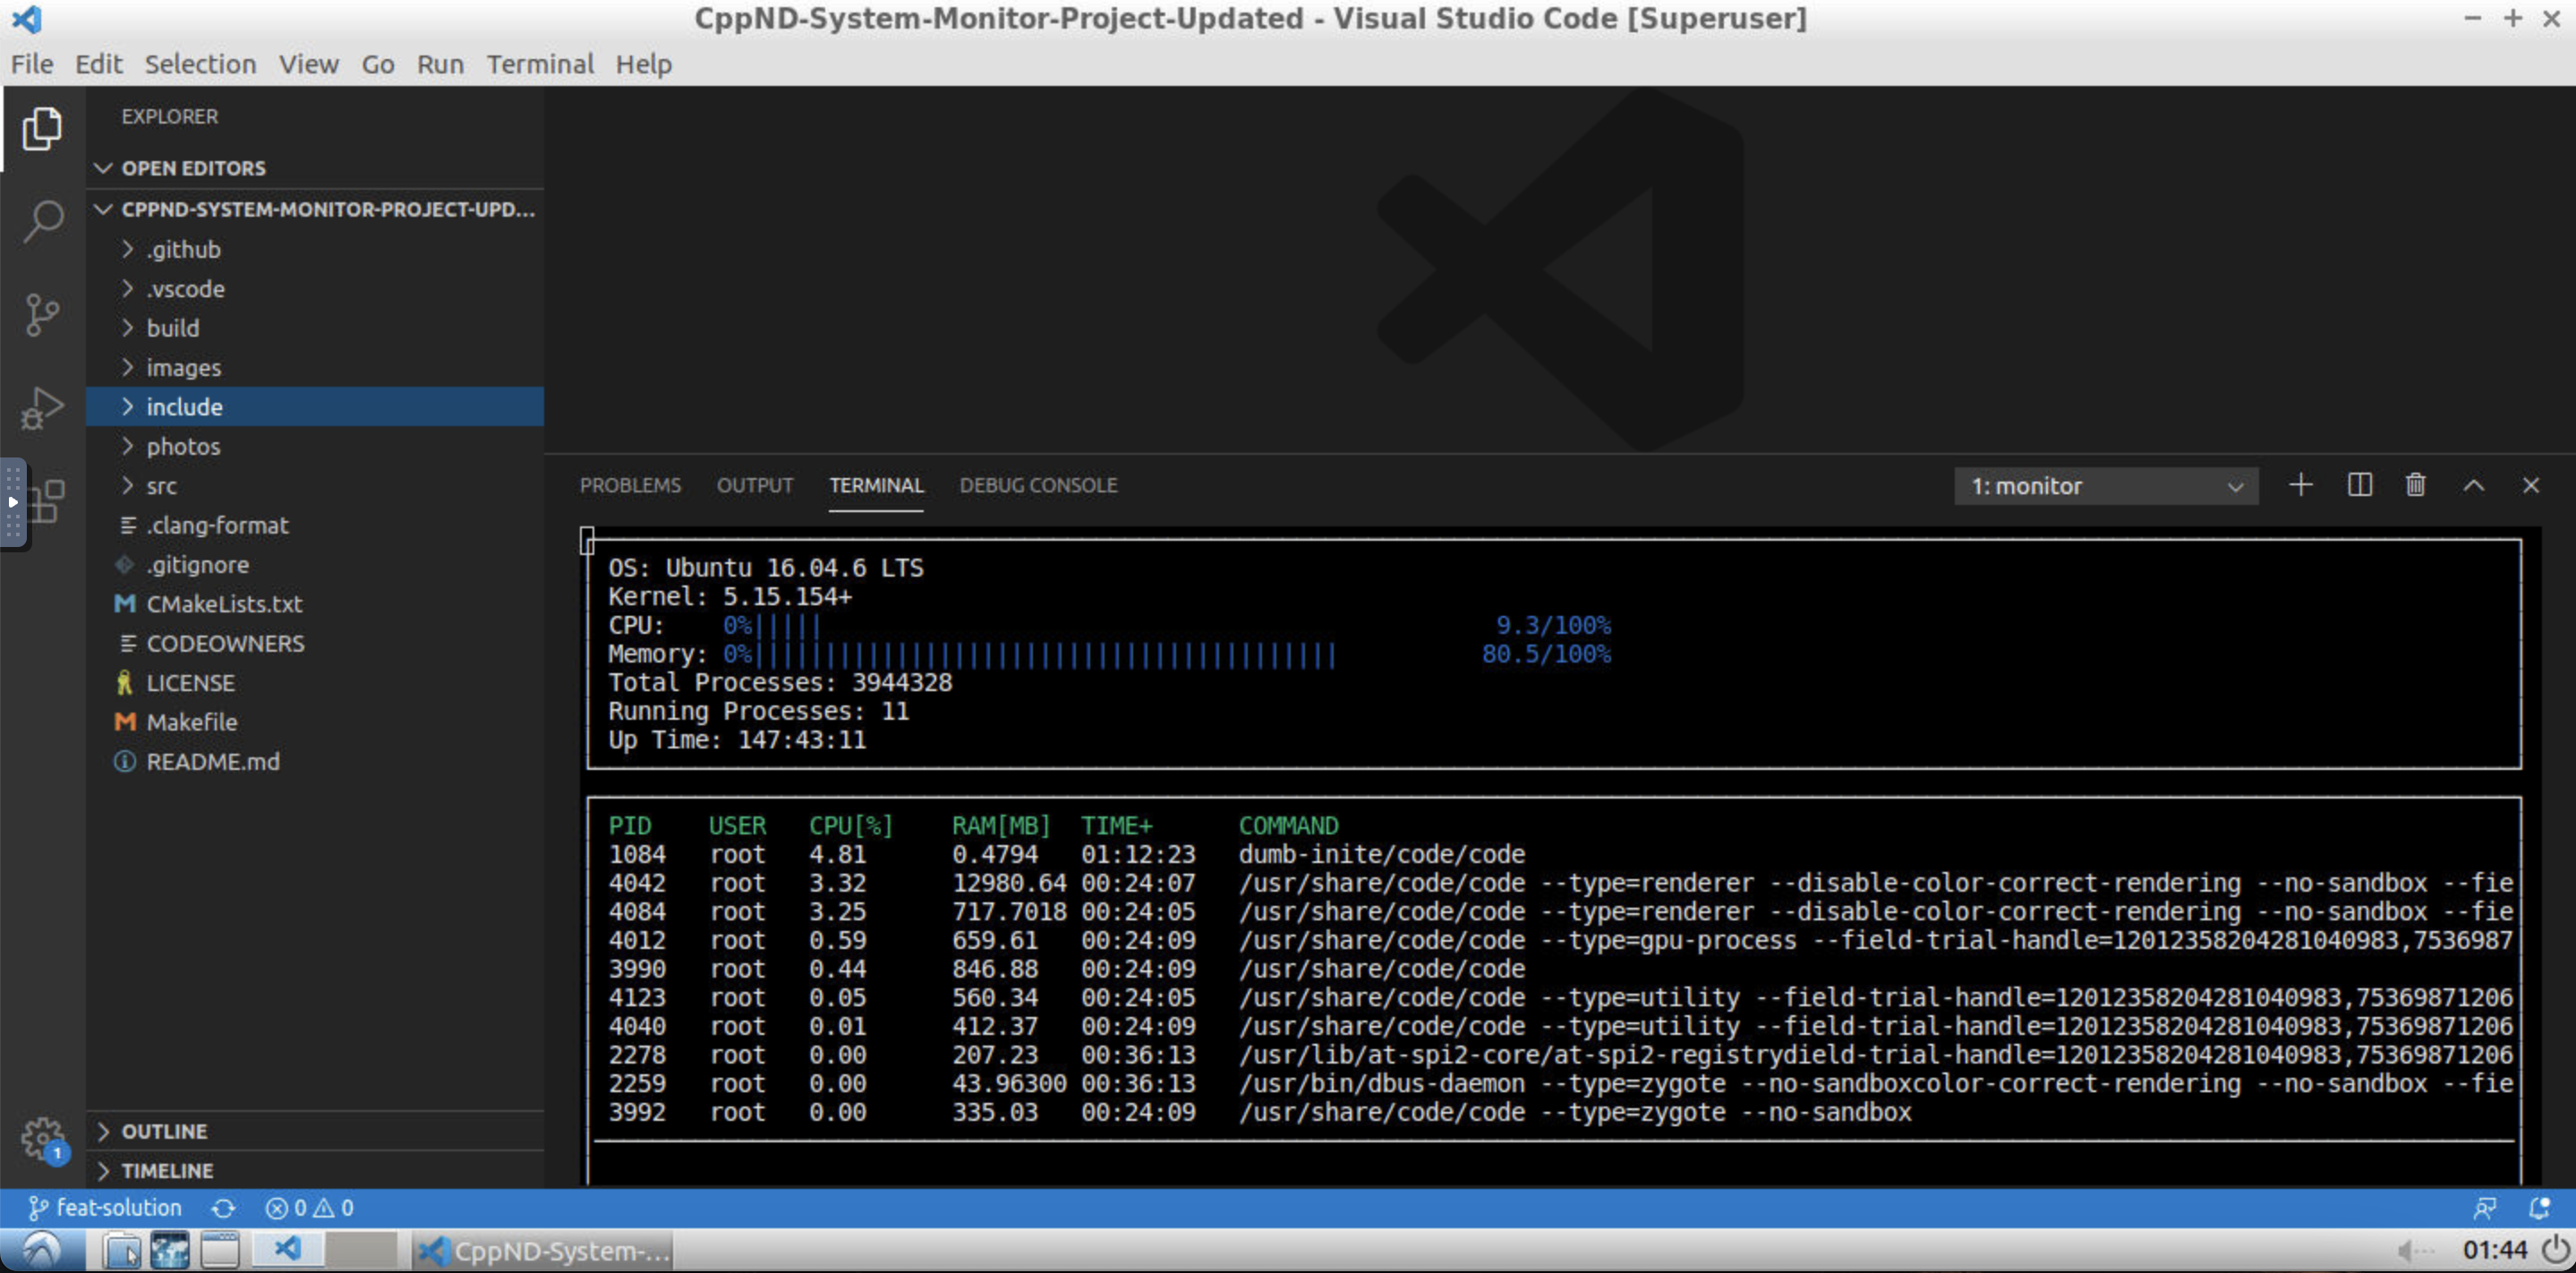 CppND-System-Monitor-Project-Updated - Visual Studio Code [Superuser]
File Edit Selection View Go Run Terminal Help
EXPLORER
OPEN EDITORS
CPPND-SYSTEM-MONITOR-PROJECT-UPD...
.github
.vscode
build
images
include
photos
src
.clang-format
.gitignore
CMakeLists.txt
CODEOWNERS
LICENSE
Makefile
README.md
OUTLINE
TIMELINE
PROBLEMS OUTPUT TERMINAL DEBUG CONSOLE 1: monitor
OS: Ubuntu 16.04.6 LTS
Kernel: 5.15.154+
CPU: 0%||||| 9.3/100%
Memory: 0%||||||||||||||||||||||||||||||||||||||||| 80.5/100%
Total Processes: 3944328
Running Processes: 11
Up Time: 147:43:11
PID USER CPU[%] RAM[MB] TIME+ COMMAND
1084 root 4.81 0.4794 01:12:23 dumb-inite/code/code
4042 root 3.32 12980.64 00:24:07 /usr/share/code/code --type=renderer --disable-color-correct-rendering --no-sandbox --fie
4084 root 3.25 717.7018 00:24:05 /usr/share/code/code --type=renderer --disable-color-correct-rendering --no-sandbox --fie
4012 root 0.59 659.61 00:24:09 /usr/share/code/code --type=gpu-process --field-trial-handle=12012358204281040983,7536987
3990 root 0.44 846.88 00:24:09 /usr/share/code/code
4123 root 0.05 560.34 00:24:05 /usr/share/code/code --type=utility --field-trial-handle=12012358204281040983,75369871206
4040 root 0.01 412.37 00:24:09 /usr/share/code/code --type=utility --field-trial-handle=12012358204281040983,75369871206
2278 root 0.00 207.23 00:36:13 /usr/lib/at-spi2-core/at-spi2-registrydield-trial-handle=12012358204281040983,75369871206
2259 root 0.00 43.96300 00:36:13 /usr/bin/dbus-daemon --type=zygote --no-sandboxcolor-correct-rendering --no-sandbox --fie
3992 root 0.00 335.03 00:24:09 /usr/share/code/code --type=zygote --no-sandbox
1
feat-solution 0 0
CppND-System-... 01:44